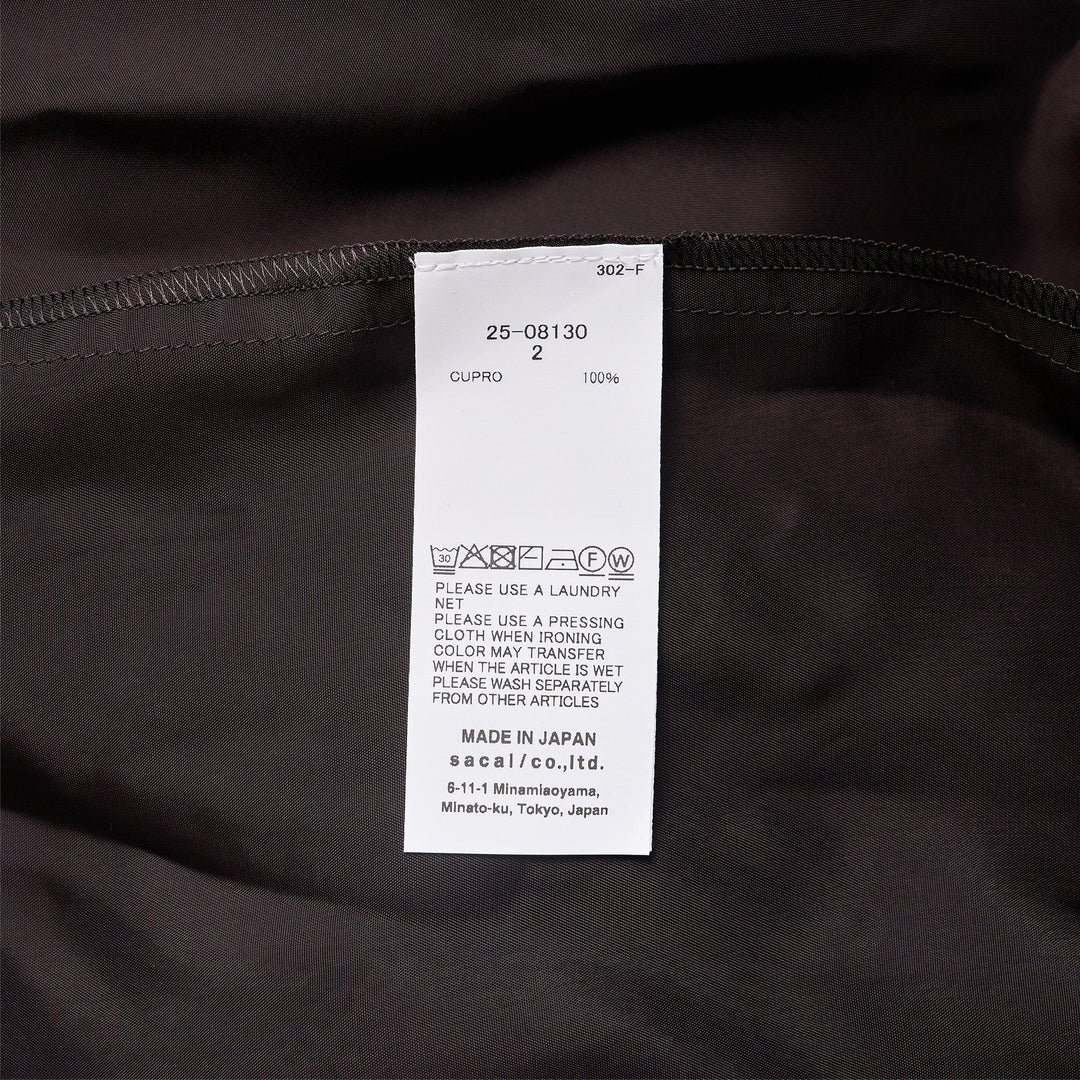 302-F
25-08130
2
CUPRO 100%
30 F W
PLEASE USE A LAUNDRY
NET
PLEASE USE A PRESSING
CLOTH WHEN IRONING
COLOR MAY TRANSFER
WHEN THE ARTICLE IS WET
PLEASE WASH SEPARATELY
FROM OTHER ARTICLES
MADE IN JAPAN
sacai/co.,ltd.
6-11-1 Minamiaoyama,
Minato-ku, Tokyo, Japan